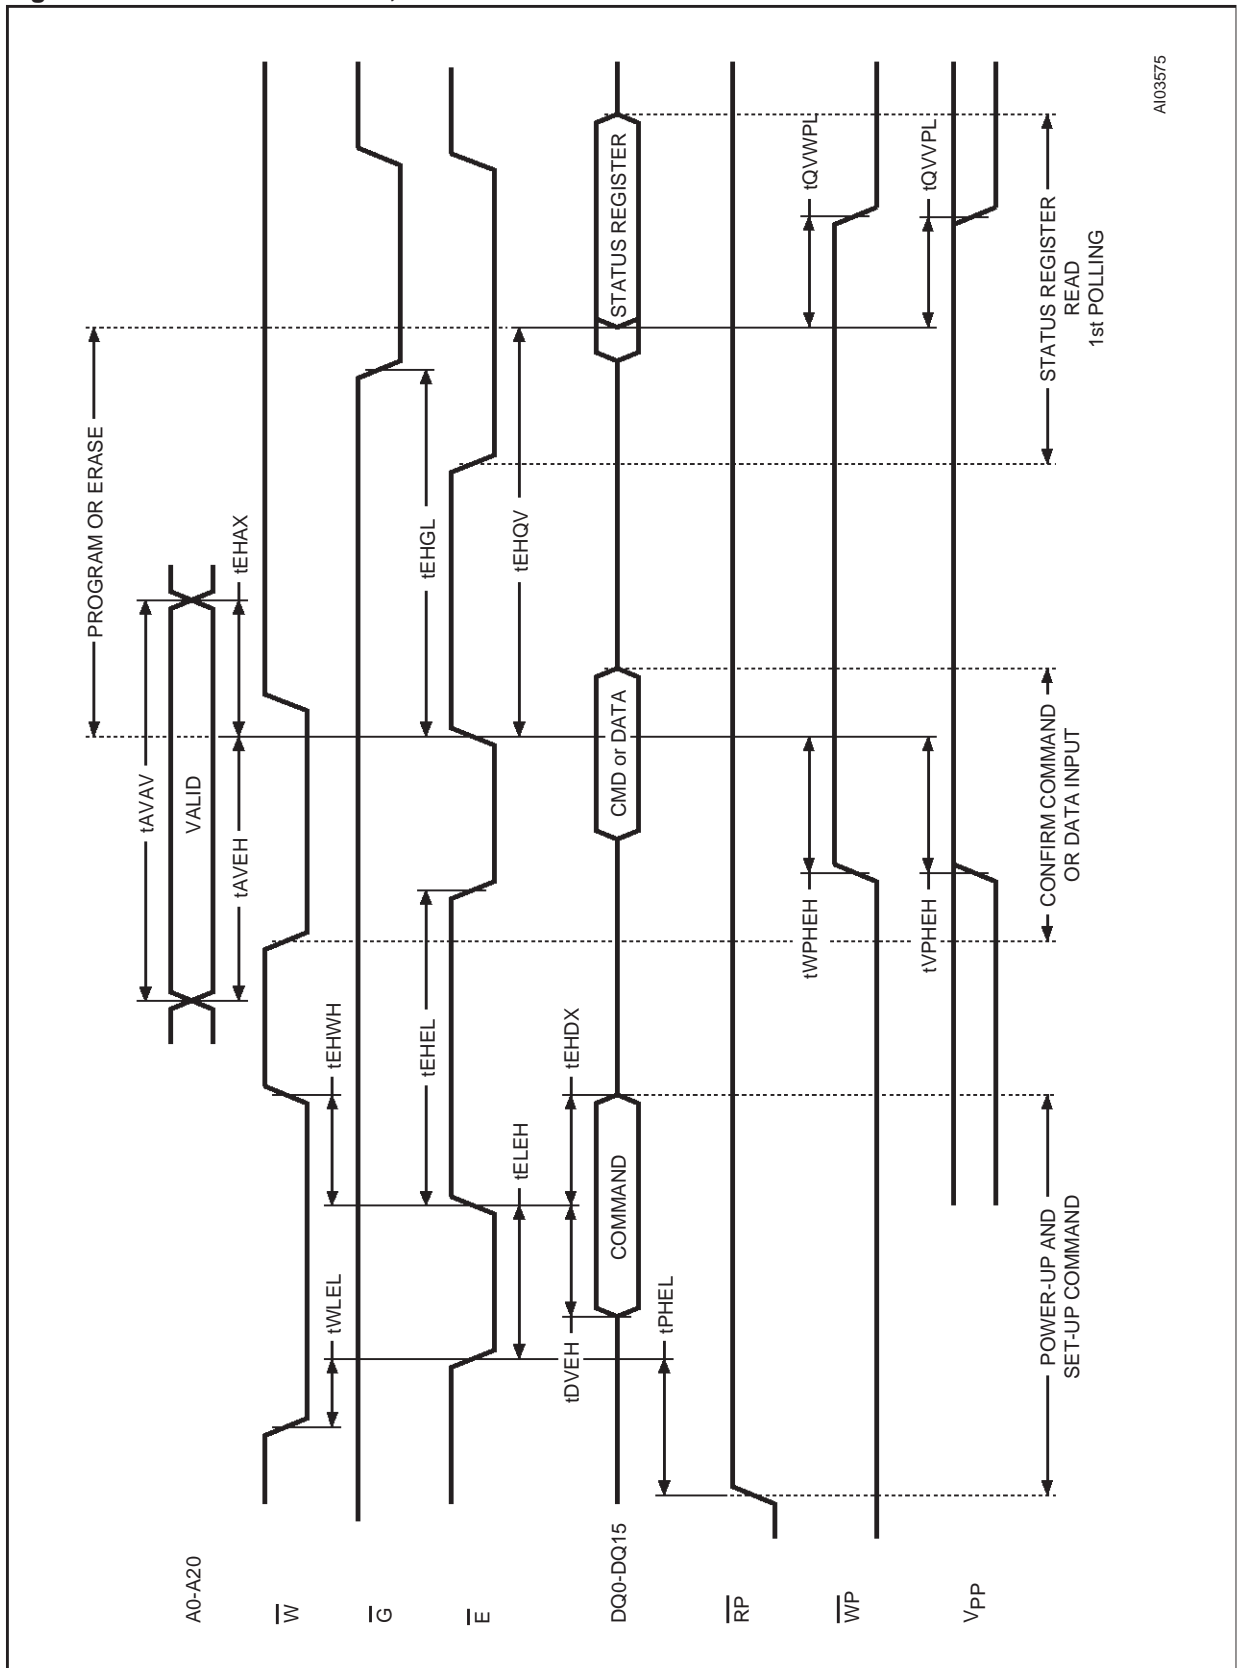 PROGRAM OR ERASE
tAVAV
A0-A20
VALID
tAVEH
tEHAX
W
tWLEL
tEHWH
G
tEHEL
tEHGL
E
tELEH
tEHQV
tDVEH
tEHDX
DQ0-DQ15
COMMAND
CMD or DATA
STATUS REGISTER
tPHEL
RP
tWPHEH
tQVWPL
WP
tVPHEH
tQVVPL
VPP
POWER-UP AND
SET-UP COMMAND
CONFIRM COMMAND
OR DATA INPUT
STATUS REGISTER
READ
1st POLLING
AI03575